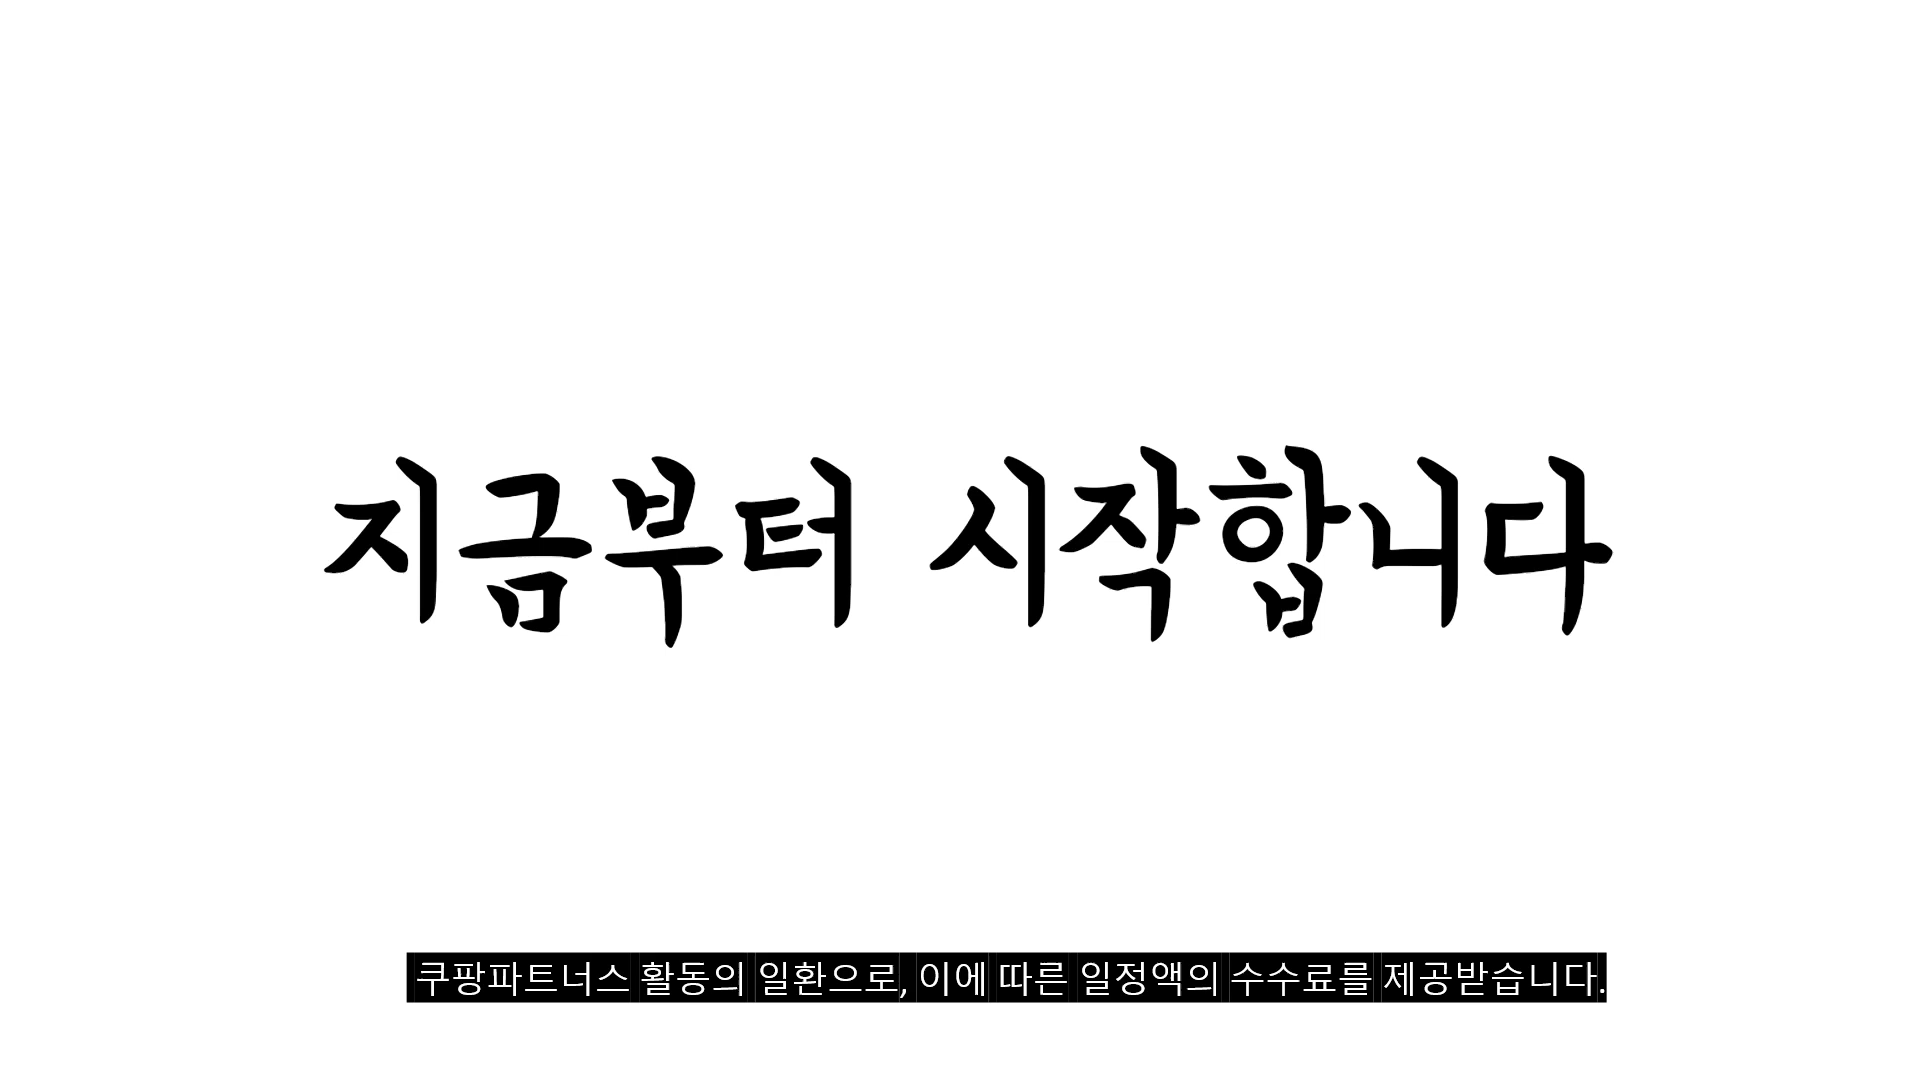 지금부터 시작합니다
쿠팡파트너스 활동의 일환으로, 이에 따른 일정액의 수수료를 제공받습니다.